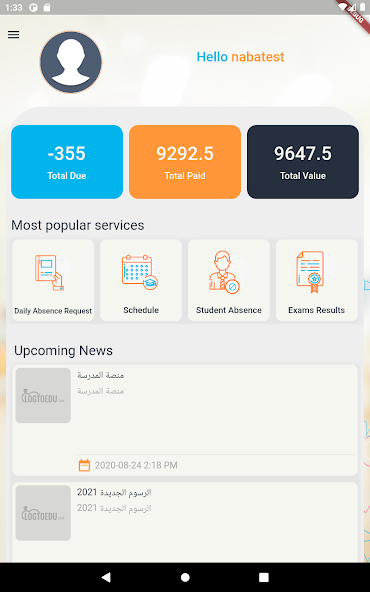 1:33
DEBUG
Hello nabatest
-355
Total Due
9292.5
Total Paid
9647.5
Total Value
Most popular services
Daily Absence Request
Schedule
Student Absence
Exams Results
Upcoming News
LOGTOEDU
منصة المدرسة
منصة المدرسة
2020-08-24 2:18 PM
LOGTOEDU
الرسوم الجديدة 2021
الرسوم الجديدة 2021